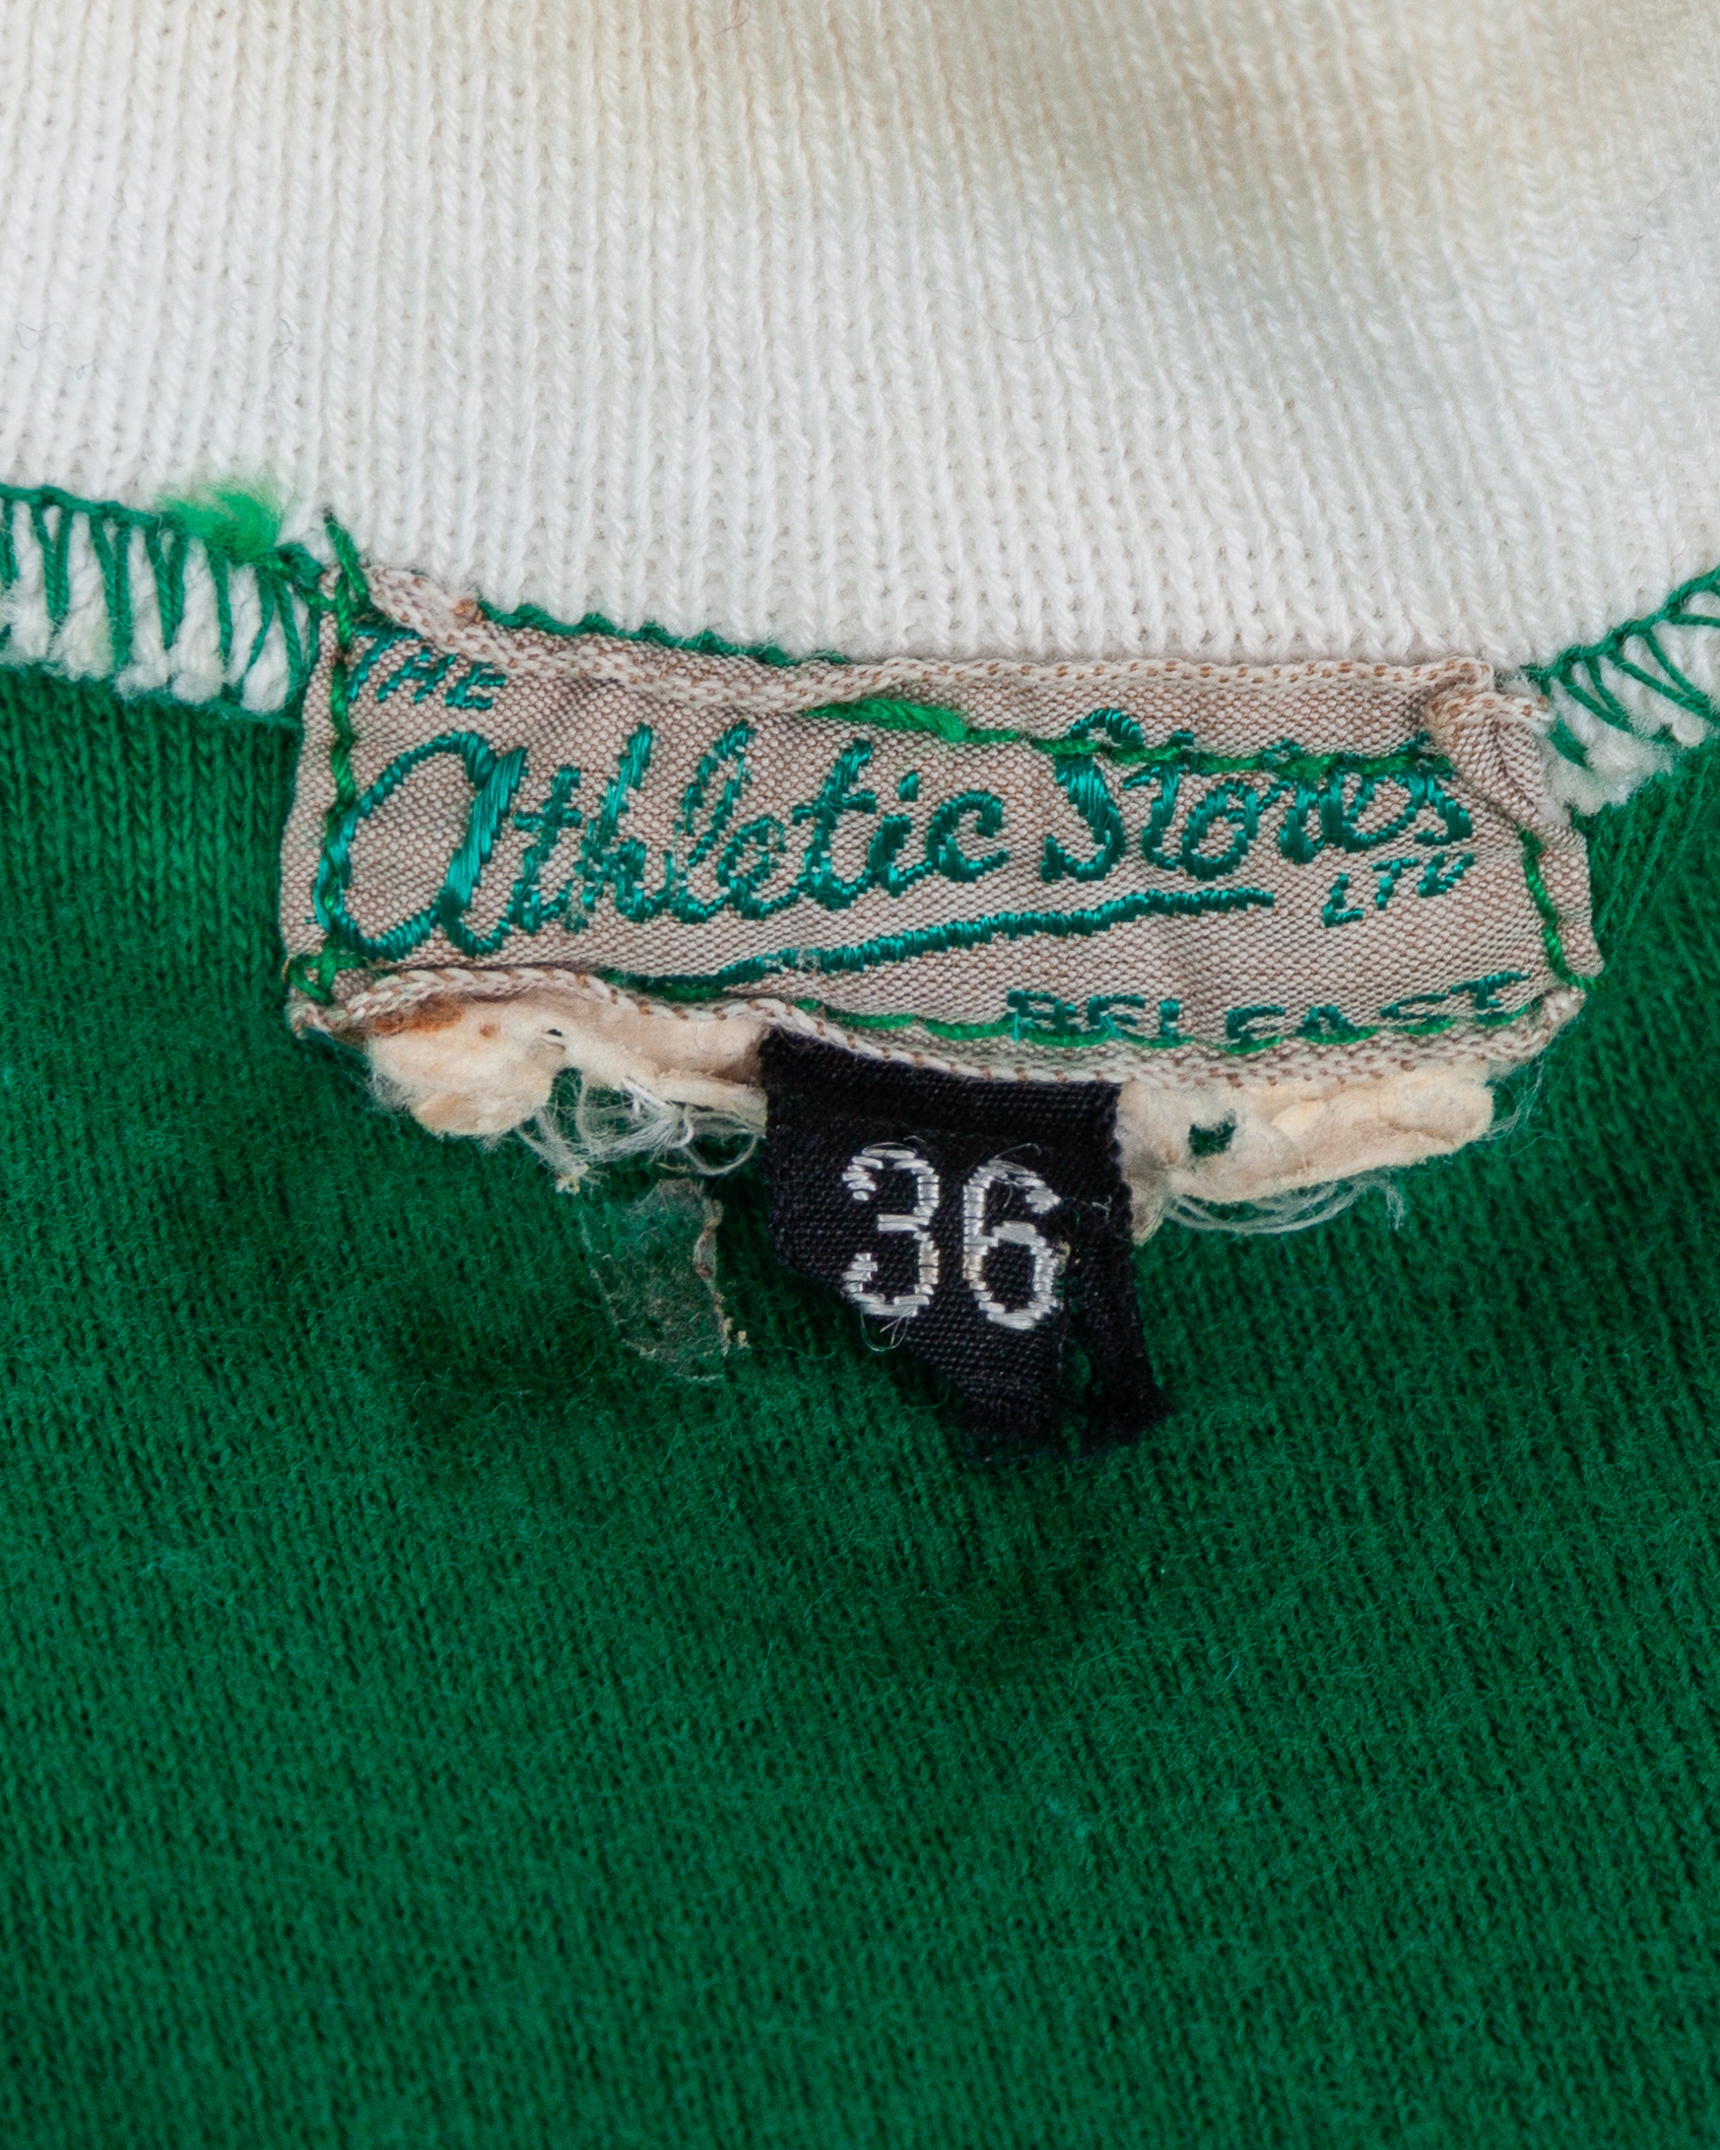 THE
Athletic Stores
LTD
BELFAST
36